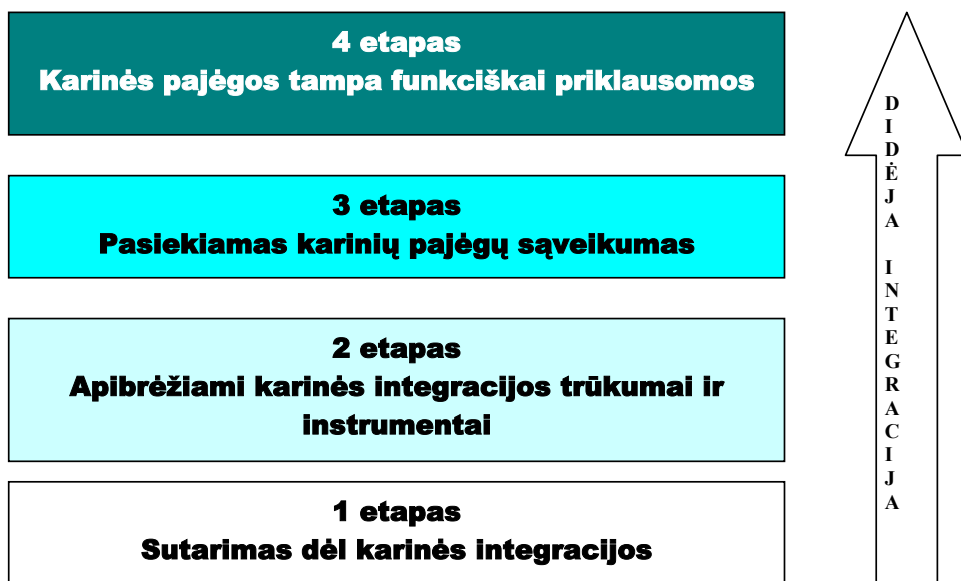 4 etapas
Karinės pajėgos tampa funkciškai priklausomos
3 etapas
Pasiekiamas karinių pajėgų sąveikumas
2 etapas
Apibrėžiami karinės integracijos trūkumai ir
instrumentai
1 etapas
Sutarimas dėl karinės integracijos
DIDĖJA INTEGRACIJA